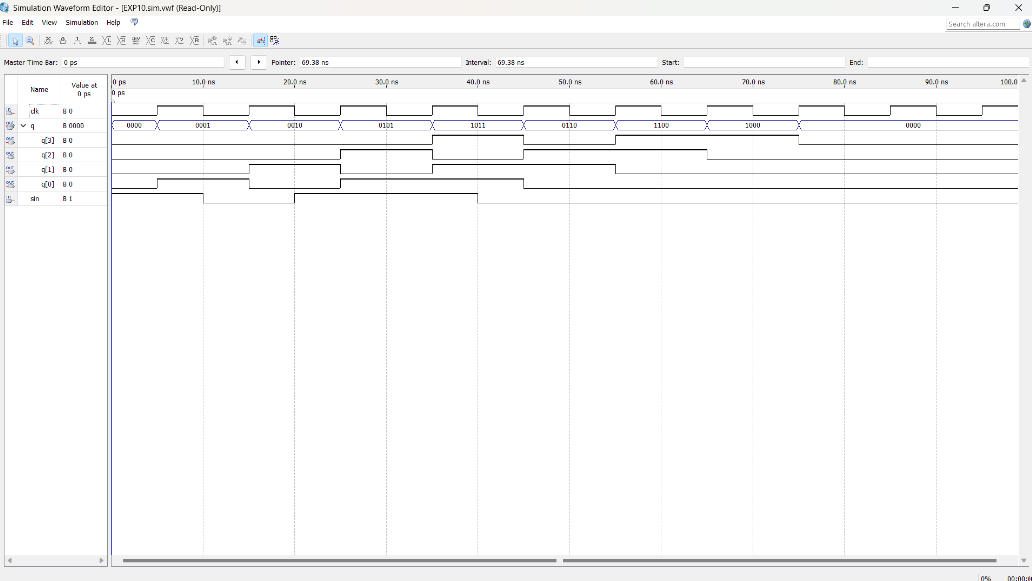 Simulation Waveform Editor - [EXP10.sim.vwf (Read-Only)]
File Edit View Simulation Help
Search altera.com
Master Time Bar: 0 ps Pointer: 69.38 ns Interval: 69.38 ns Start: End:
Name Value at 0 ps
0 ps 10.0 ns 20.0 ns 30.0 ns 40.0 ns 50.0 ns 60.0 ns 70.0 ns 80.0 ns 90.0 ns 100.0
0 ps
clk B 0
q B 0000 0000 0001 0010 0101 1011 0110 1100 1000 0000
q[3] B 0
q[2] B 0
q[1] B 0
q[0] B 0
sin B 1
0% 00:00:0